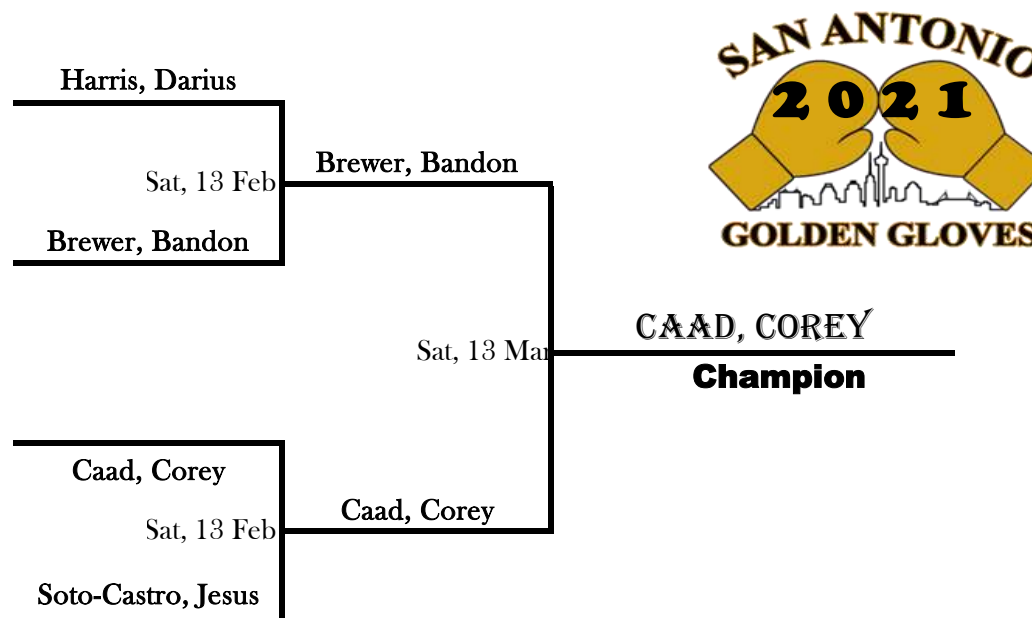 SAN ANTONIO
2021
GOLDEN GLOVES
Harris, Darius
Sat, 13 Feb
Brewer, Bandon
Brewer, Bandon
Sat, 13 Mar
CAAD, COREY
Champion
Caad, Corey
Sat, 13 Feb
Caad, Corey
Soto-Castro, Jesus